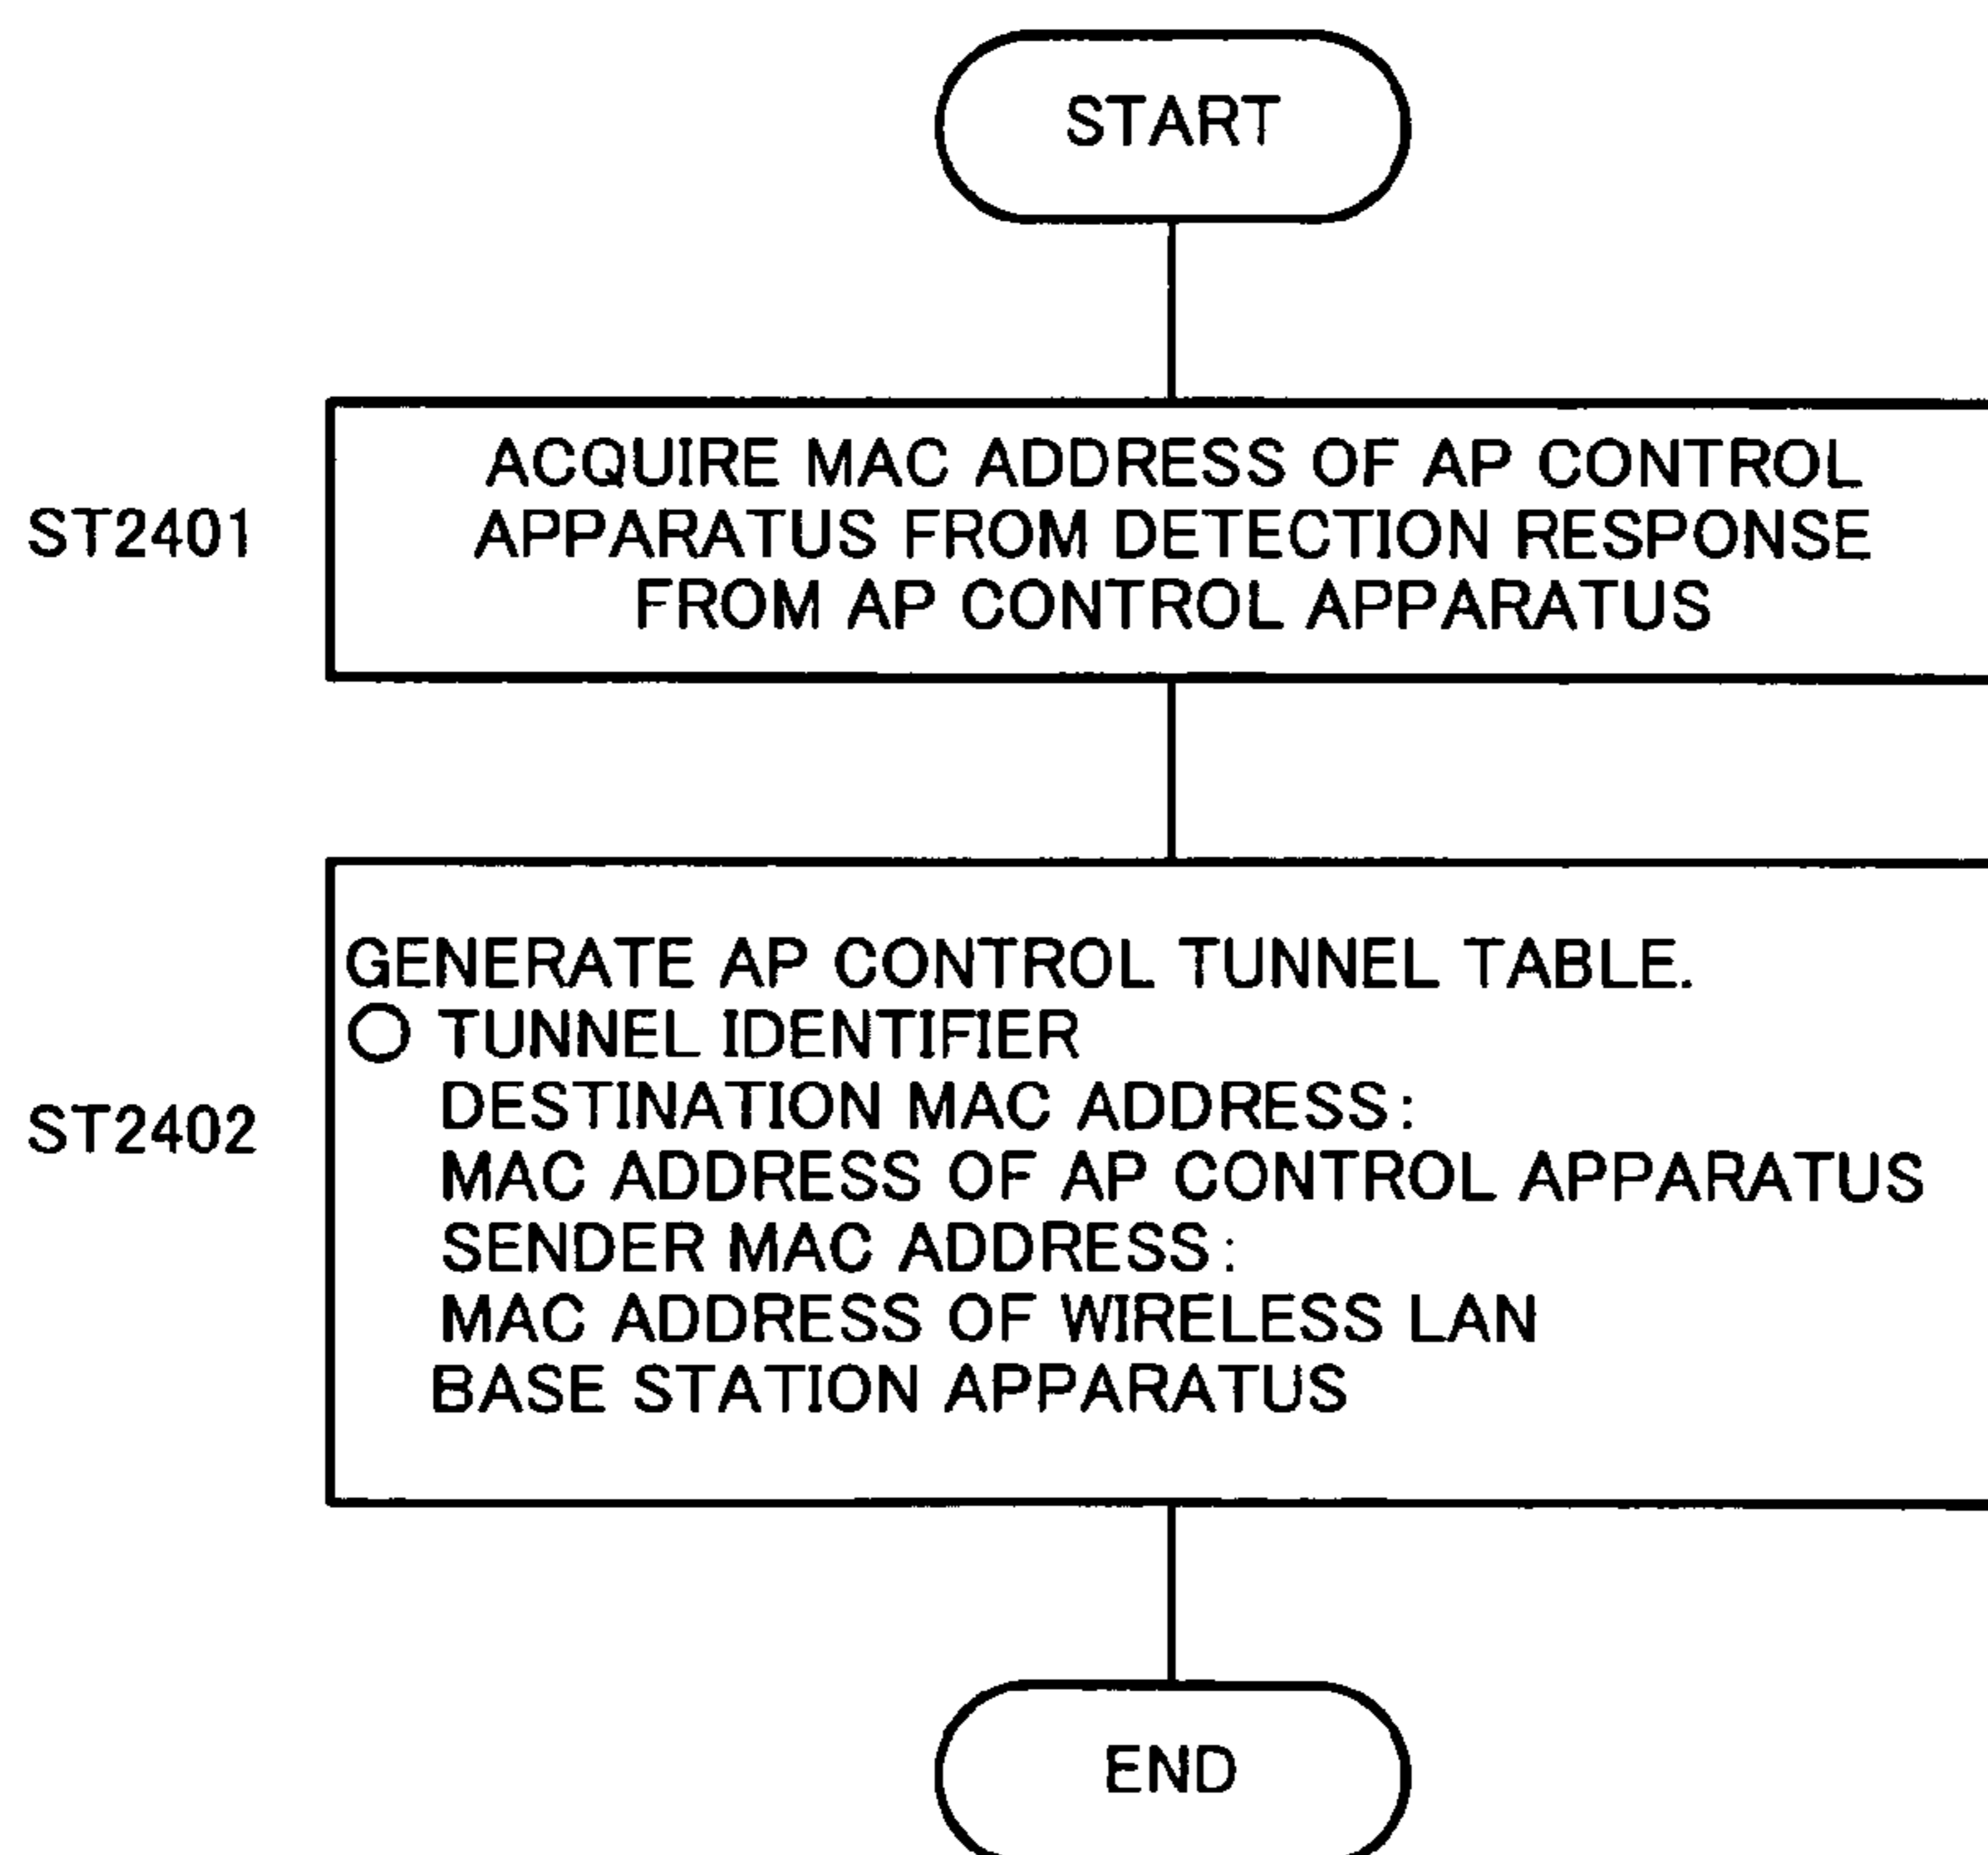 START
ST2401
ACQUIRE MAC ADDRESS OF AP CONTROL
APPARATUS FROM DETECTION RESPONSE
FROM AP CONTROL APPARATUS
ST2402
GENERATE AP CONTROL TUNNEL TABLE.
○ TUNNEL IDENTIFIER
DESTINATION MAC ADDRESS:
MAC ADDRESS OF AP CONTROL APPARATUS
SENDER MAC ADDRESS:
MAC ADDRESS OF WIRELESS LAN
BASE STATION APPARATUS
END